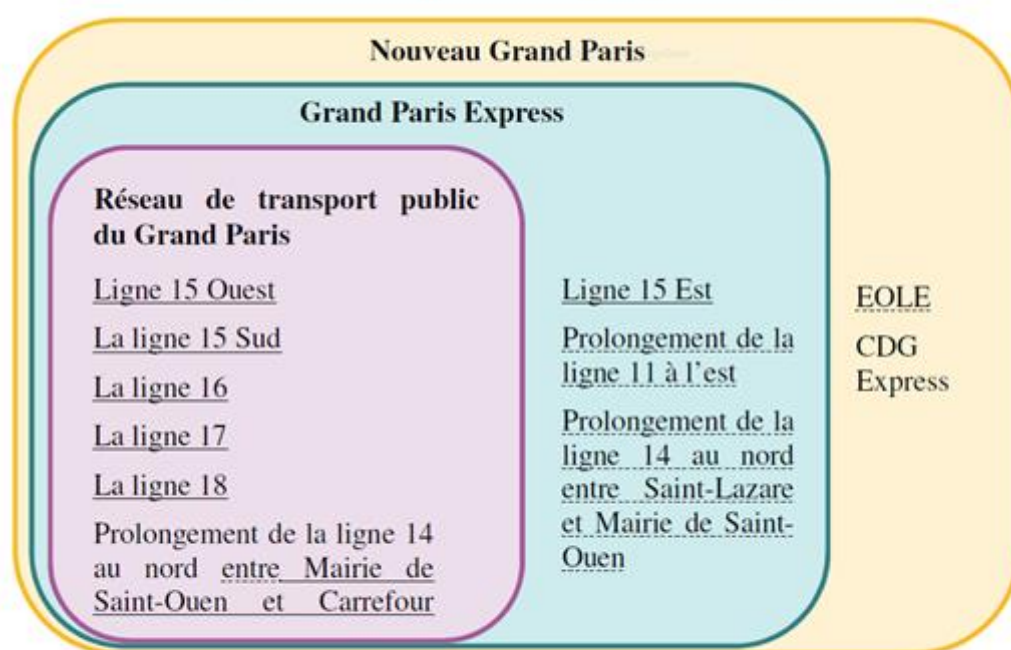 Nouveau Grand Paris
Grand Paris Express
Réseau de transport public
du Grand Paris
Ligne 15 Ouest
La ligne 15 Sud
La ligne 16
La ligne 17
La ligne 18
Prolongement de la ligne 14
au nord entre Mairie de
Saint-Ouen et Carrefour
Ligne 15 Est
Prolongement de la
ligne 11 à l'est
Prolongement de la
ligne 14 au nord
entre Saint-Lazare
et Mairie de Saint-
Ouen
EOLE
CDG
Express